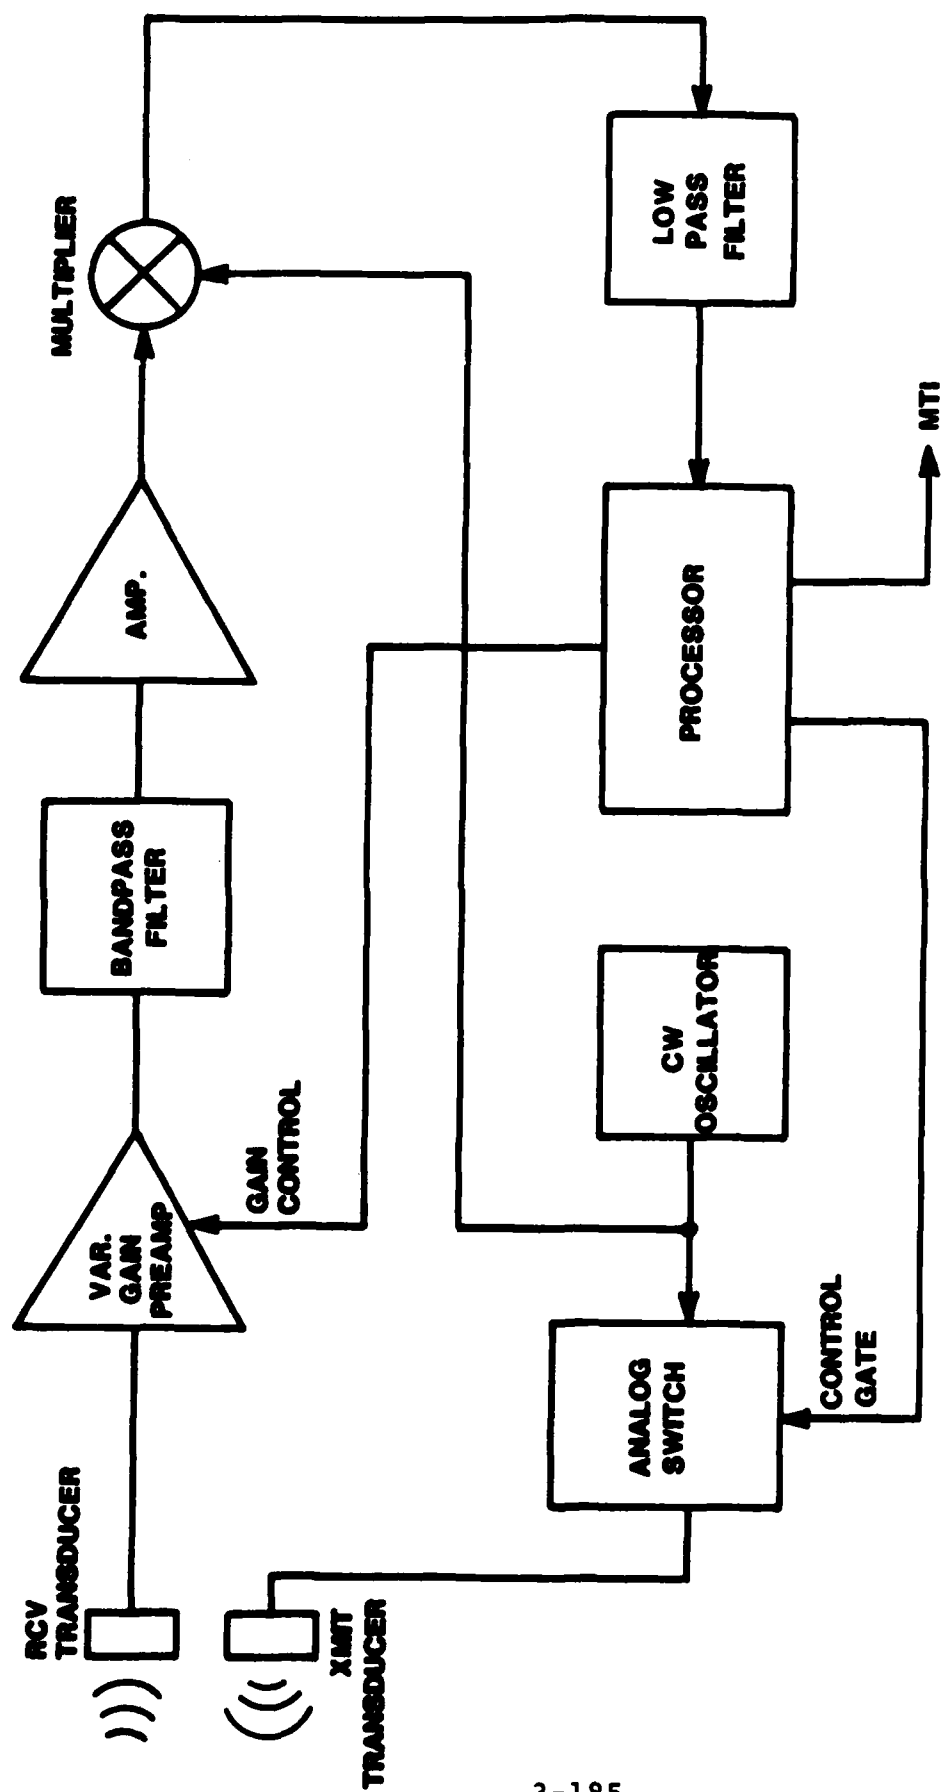 RCV
TRANSDUCER
VAR.
GAIN
PREAMP
BANDPASS
FILTER
AMP.
MULTIPLIER
GAIN
CONTROL
XMIT
TRANSDUCER
ANALOG
SWITCH
CW
OSCILLATOR
PROCESSOR
LOW
PASS
FILTER
CONTROL
GATE
MTI
3-195